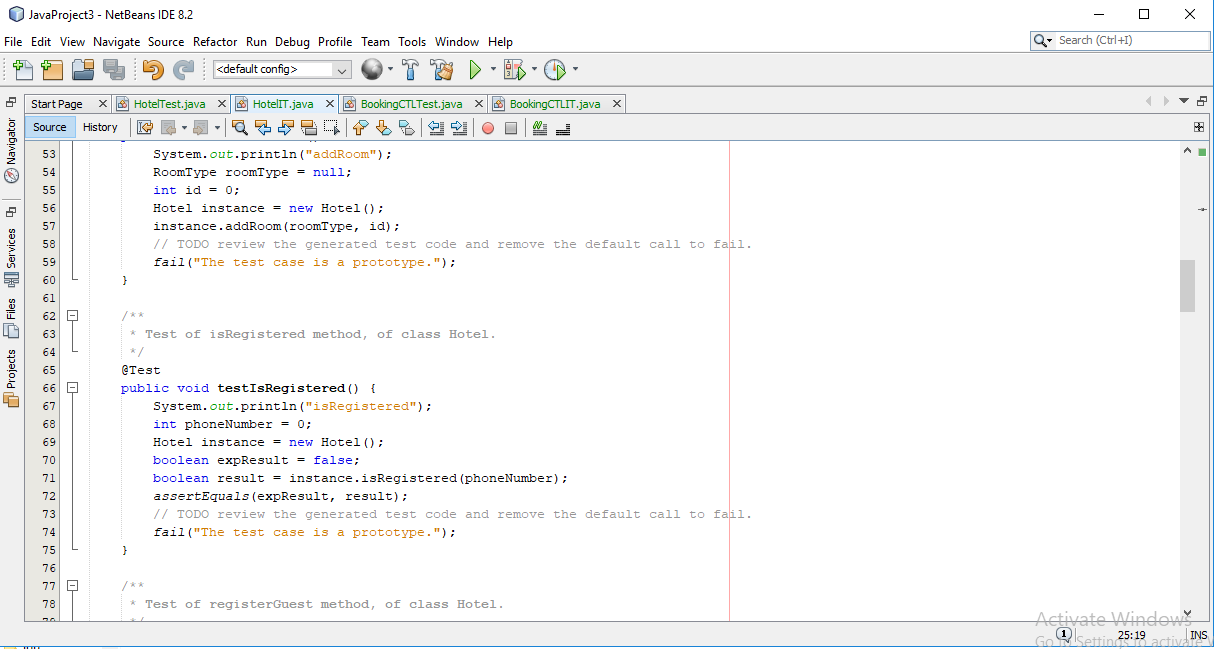 JavaProject3 - NetBeans IDE 8.2
File Edit View Navigate Source Refactor Run Debug Profile Team Tools Window Help
Search (Ctrl+I)
<default config>
Start Page HotelTest.java HotelIT.java BookingCTLTest.java BookingCTLIT.java
Source History
Navigator
Services
Files
Projects
53 System.out.println("addRoom");
54 RoomType roomType = null;
55 int id = 0;
56 Hotel instance = new Hotel();
57 instance.addRoom(roomType, id);
58 // TODO review the generated test code and remove the default call to fail.
59 fail("The test case is a prototype.");
60 }
61
62 /**
63 * Test of isRegistered method, of class Hotel.
64 */
65 @Test
66 public void testIsRegistered() {
67 System.out.println("isRegistered");
68 int phoneNumber = 0;
69 Hotel instance = new Hotel();
70 boolean expResult = false;
71 boolean result = instance.isRegistered(phoneNumber);
72 assertEquals(expResult, result);
73 // TODO review the generated test code and remove the default call to fail.
74 fail("The test case is a prototype.");
75 }
76
77 /**
78 * Test of registerGuest method, of class Hotel.
79 */
Activate Windows
Go to Settings to activate
1 25:19 INS